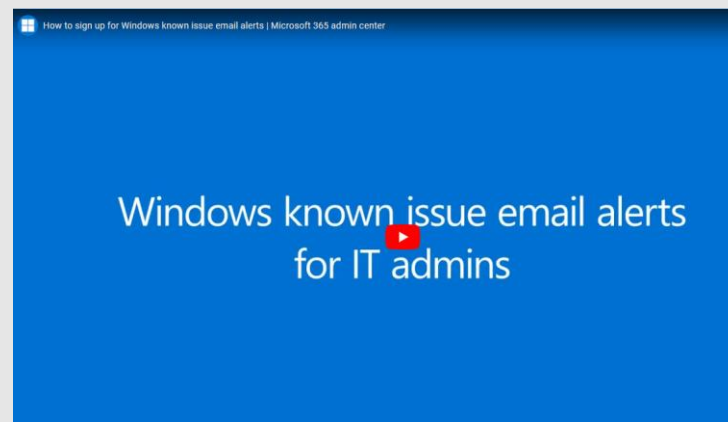 How to sign up for Windows known issue email alerts | Microsoft 365 admin center
Windows known issue email alerts
for IT admins